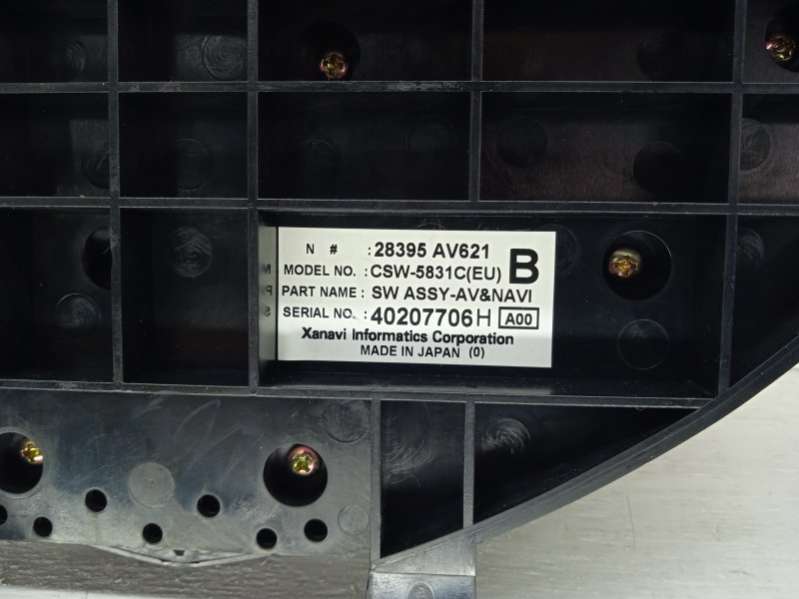 N # : 28395 AV621
MODEL NO. : CSW-5831C(EU) B
PART NAME : SW ASSY-AV&NAVI
SERIAL NO. : 40207706H A00
Xanavi Informatics Corporation
MADE IN JAPAN (0)